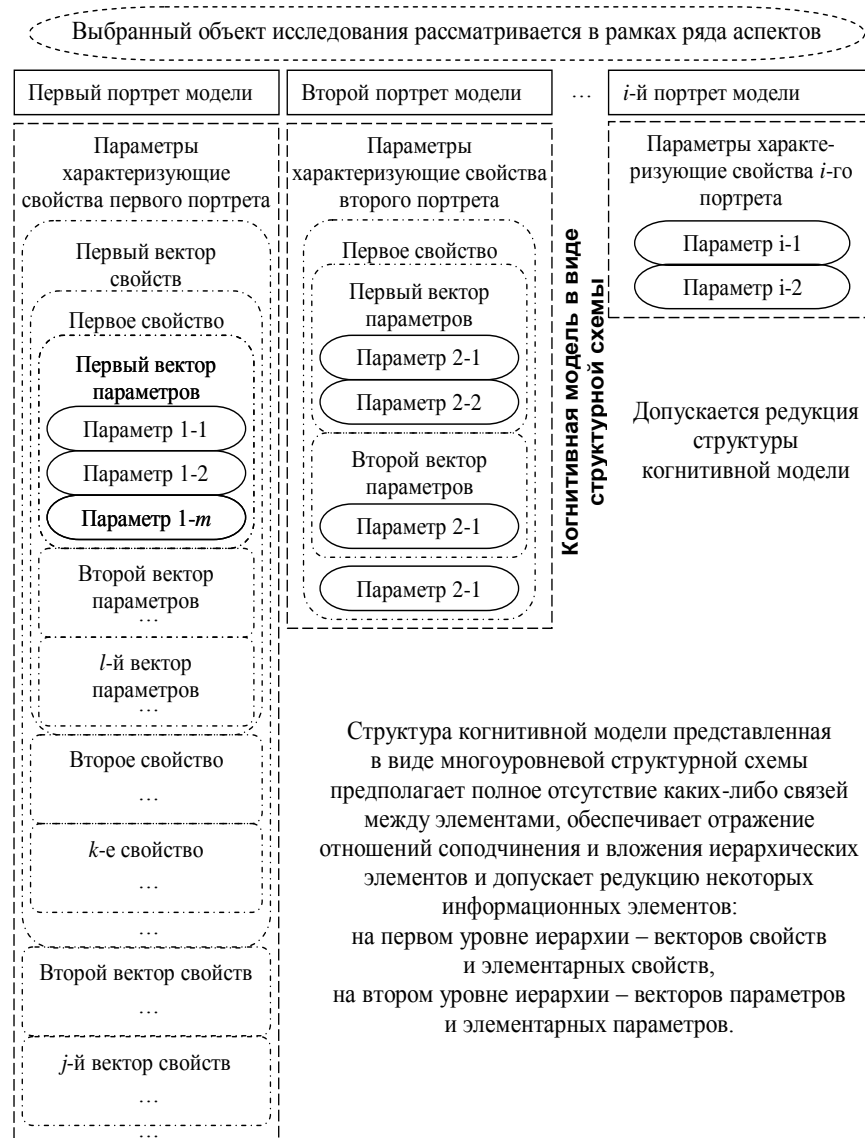 Выбранный объект исследования рассматривается в рамках ряда аспектов
Первый портрет модели
Второй портрет модели
…
i-й портрет модели
Параметры
характеризующие
свойства первого портрета
Первый вектор
свойств
Первое свойство
Первый вектор
параметров
Параметр 1-1
Параметр 1-2
Параметр 1-m
Второй вектор
параметров
…
l-й вектор
параметров
…
Второе свойство
…
k-е свойство
…
…
Второй вектор свойств
…
j-й вектор свойств
…
…
Параметры
характеризующие свойства
второго портрета
Первое свойство
Первый вектор
параметров
Параметр 2-1
Параметр 2-2
Второй вектор
параметров
Параметр 2-1
Параметр 2-1
Когнитивная модель в виде
структурной схемы
Параметры характе-
ризующие свойства i-го
портрета
Параметр i-1
Параметр i-2
Допускается редукция
структуры
когнитивной модели
Структура когнитивной модели представленная
в виде многоуровневой структурной схемы
предполагает полное отсутствие каких-либо связей
между элементами, обеспечивает отражение
отношений соподчинения и вложения иерархических
элементов и допускает редукцию некоторых
информационных элементов:
на первом уровне иерархии – векторов свойств
и элементарных свойств,
на втором уровне иерархии – векторов параметров
и элементарных параметров.